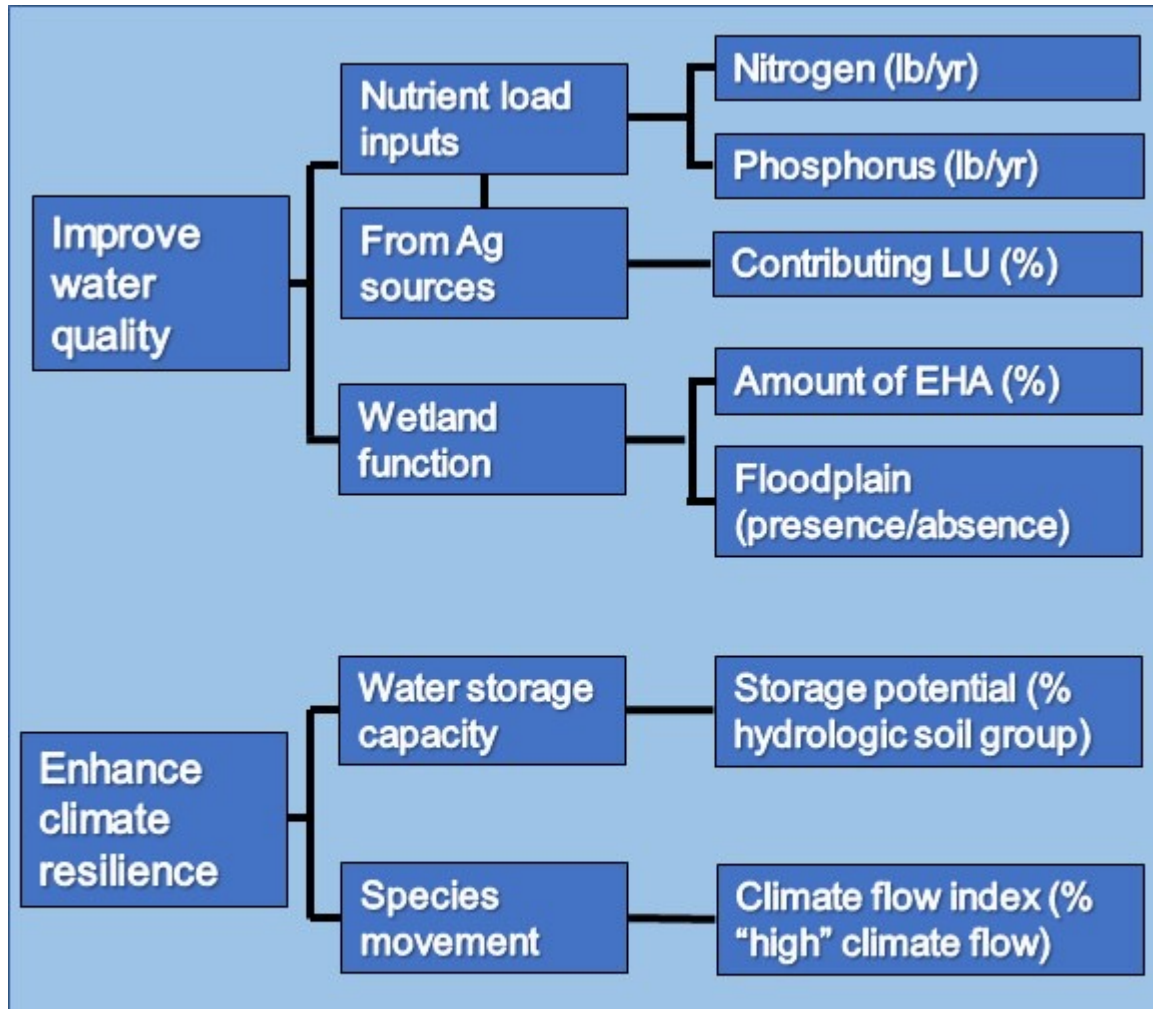 Improve
water
quality
Nutrient load
inputs
Nitrogen (lb/yr)
Phosphorus (lb/yr)
From Ag
sources
Contributing LU (%)
Wetland
function
Amount of EHA (%)
Floodplain
(presence/absence)
Enhance
climate
resilience
Water storage
capacity
Storage potential (%
hydrologic soil group)
Species
movement
Climate flow index (%
“high” climate flow)